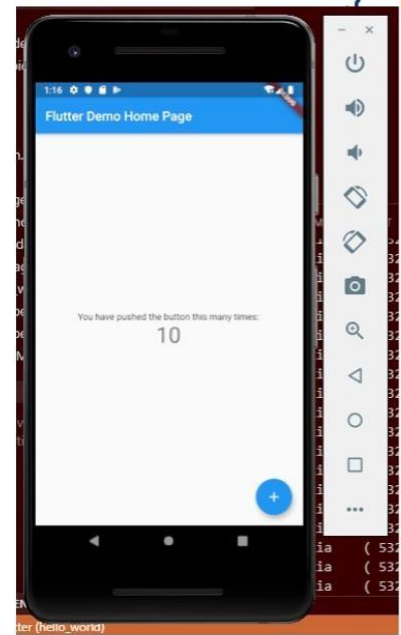 1:16
DEBUG
Flutter Demo Home Page
You have pushed the button this many times:
10
+
ia ( 532
ia ( 532
ia ( 532
(hello_world)